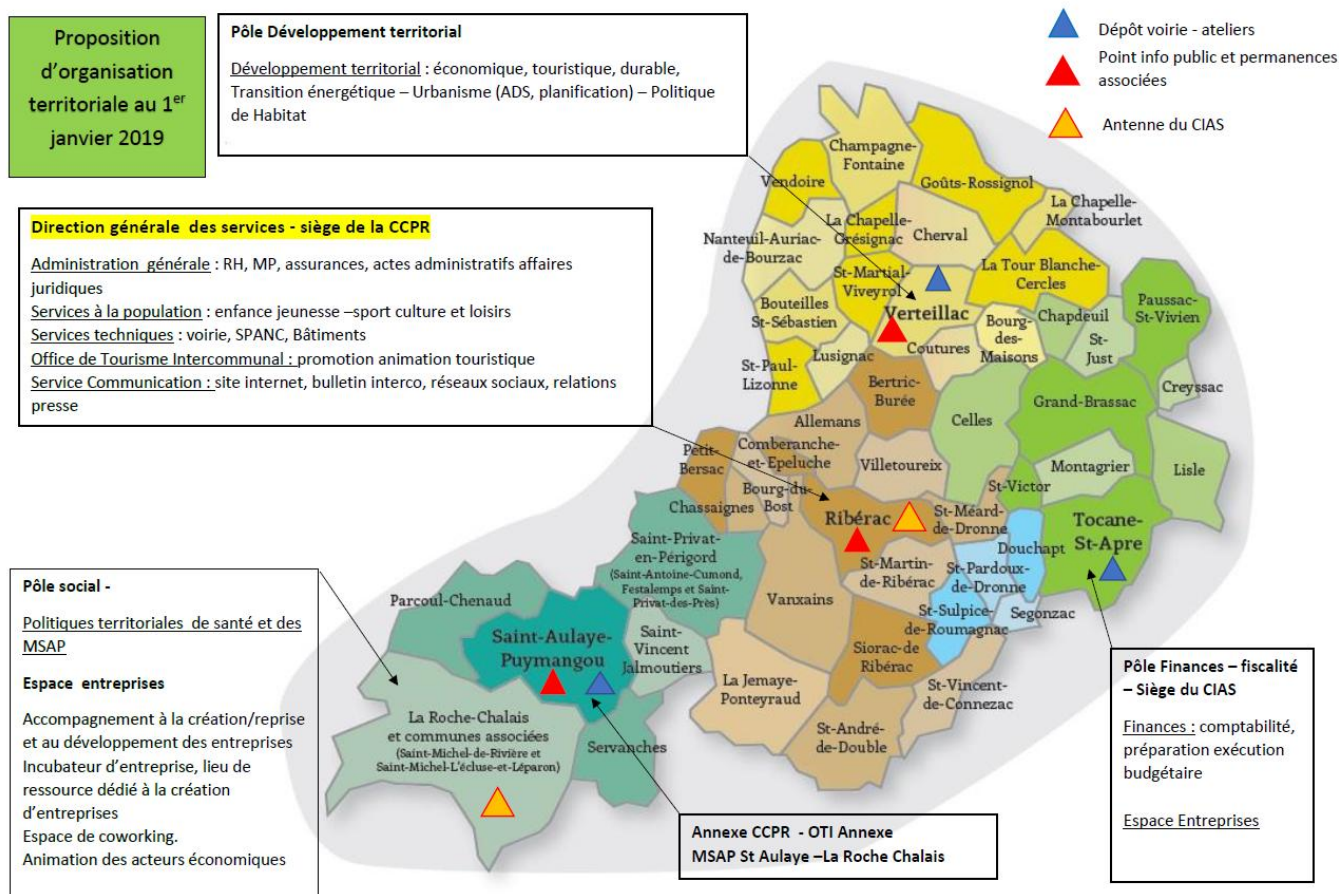 Proposition
d'organisation
territoriale au 1er
janvier 2019
Pôle Développement territorial
Développement territorial : économique, touristique, durable,
Transition énergétique – Urbanisme (ADS, planification) – Politique
de Habitat
Dépôt voirie - ateliers
Point info public et permanences
associées
Antenne du CIAS
Direction générale des services - siège de la CCPR
Administration générale : RH, MP, assurances, actes administratifs affaires
juridiques
Services à la population : enfance jeunesse –sport culture et loisirs
Services techniques : voirie, SPANC, Bâtiments
Office de Tourisme Intercommunal : promotion animation touristique
Service Communication : site internet, bulletin interco, réseaux sociaux, relations
presse
Champagne-
Fontaine
Vendoire
Goûts-Rossignol
La Chapelle-
Montabourlet
La Chapelle-
Grésignac
Cherval
Nanteuil-Auriac-
de-Bourzac
St-Martial-
Viveyrol
La Tour Blanche-
Cercles
Bouteilles
St-Sébastien
Verteillac
Paussac-
St-Vivien
Chapdeuil
Bourg-
des-
Maisons
St-
Just
Lusignac
Coutures
St-Paul-
Lizonne
Creyssac
Bertric-
Burée
Grand-Brassac
Celles
Allemans
Comberanche-
et-Epeluche
Villetoureix
Montagrier
Lisle
Petit-
Bersac
Bourg-du-
Bost
Chassaignes
St-Victor
Ribérac
St-Méard-
de-Dronne
Tocane-
St-Apre
Douchapt
Saint-Privat-
en-Périgord
(Saint-Antoine-Cumond,
Festalemps et Saint-
Privat-des-Près)
St-Martin-
de-Ribérac
St-Pardoux-
de-Dronne
Vanxains
Segonzac
St-Sulpice-
de-Roumagnac
Parcoul-Chenaud
Saint-Aulaye-
Puymangou
Saint-
Vincent
Jalmoutiers
Siorac-de
Ribérac
La Jemaye-
Ponteyraud
St-Vincent-
de-Connezac
St-André-
de-Double
La Roche-Chalais
et communes associées
(Saint-Michel-de-Rivière et
Saint-Michel-L'écluse-et-Léparon)
Servanches
Pôle social -
Politiques territoriales de santé et des
MSAP
Espace entreprises
Accompagnement à la création/reprise
et au développement des entreprises
Incubateur d'entreprise, lieu de
ressource dédié à la création
d'entreprises
Espace de coworking.
Animation des acteurs économiques
Annexe CCPR - OTI Annexe
MSAP St Aulaye –La Roche Chalais
Pôle Finances – fiscalité
– Siège du CIAS
Finances : comptabilité,
préparation exécution
budgétaire
Espace Entreprises